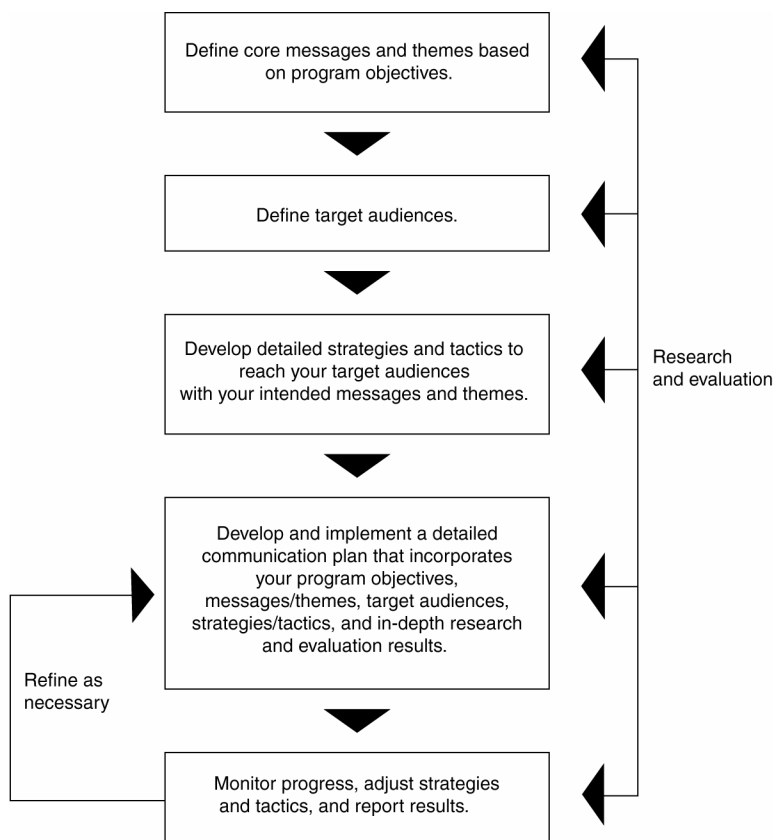 Define core messages and themes based
on program objectives.
Define target audiences.
Develop detailed strategies and tactics to
reach your target audiences
with your intended messages and themes.
Research
and evaluation
Develop and implement a detailed
communication plan that incorporates
your program objectives,
messages/themes, target audiences,
strategies/tactics, and in-depth research
and evaluation results.
Refine as
necessary
Monitor progress, adjust strategies
and tactics, and report results.